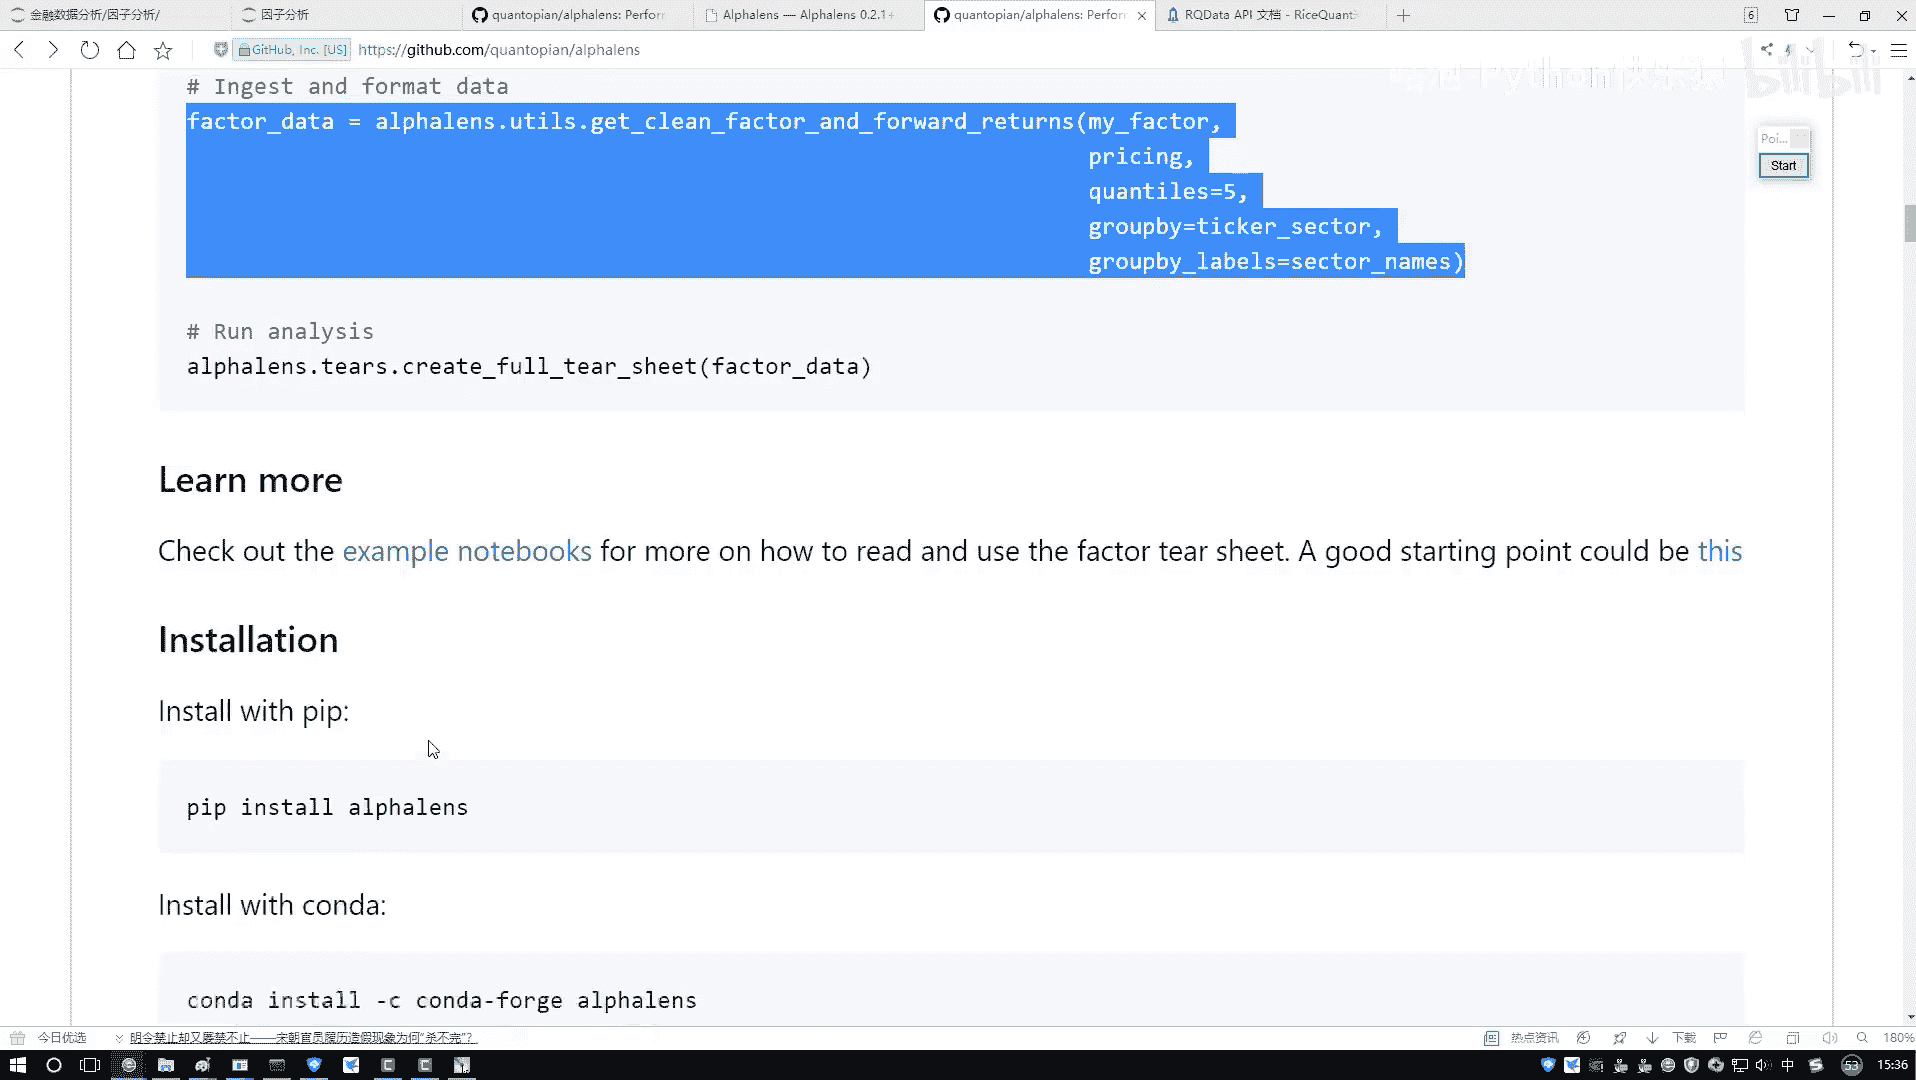 金融数据分析/因子分析/
因子分析
quantopian/alphalens: Perforr
Alphalens — Alphalens 0.2.1+
quantopian/alphalens: Perforr
RQData API 文档 - RiceQuant
6
GitHub, Inc. [US]
https://github.com/quantopian/alphalens
bilibili
# Ingest and format data
factor_data = alphalens.utils.get_clean_factor_and_forward_returns(my_factor,
pricing,
quantiles=5,
groupby=ticker_sector,
groupby_labels=sector_names)
Poi...
Start
# Run analysis
alphalens.tears.create_full_tear_sheet(factor_data)
Learn more
Check out the example notebooks for more on how to read and use the factor tear sheet. A good starting point could be this
Installation
Install with pip:
pip install alphalens
Install with conda:
conda install -c conda-forge alphalens
今日优选
明令禁止却又屡禁不止——宋朝官员履历造假现象为何“杀不完”?
热点资讯
下载
180%
中
53
15:36